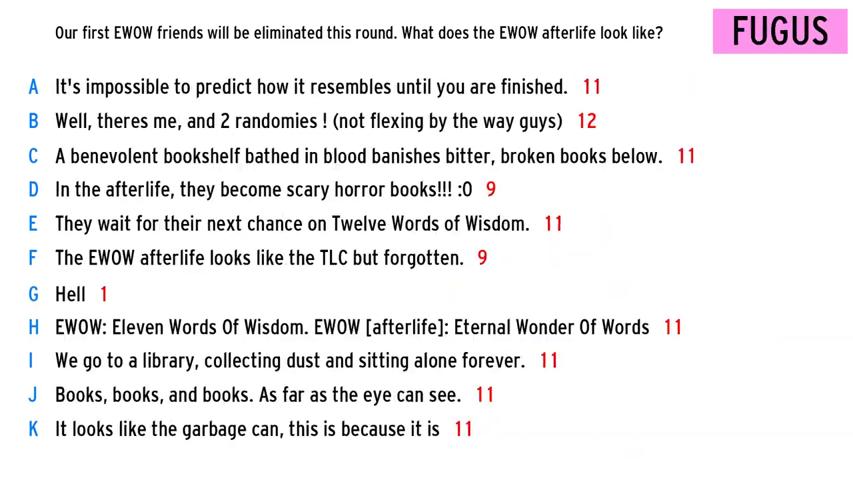 Our first EWOW friends will be eliminated this round. What does the EWOW afterlife look like?
FUGUS
A It's impossible to predict how it resembles until you are finished. 11
B Well, theres me, and 2 randomies ! (not flexing by the way guys) 12
C A benevolent bookshelf bathed in blood banishes bitter, broken books below. 11
D In the afterlife, they become scary horror books!!! :O 9
E They wait for their next chance on Twelve Words of Wisdom. 11
F The EWOW afterlife looks like the TLC but forgotten. 9
G Hell 1
H EWOW: Eleven Words Of Wisdom. EWOW [afterlife]: Eternal Wonder Of Words 11
I We go to a library, collecting dust and sitting alone forever. 11
J Books, books, and books. As far as the eye can see. 11
K It looks like the garbage can, this is because it is 11